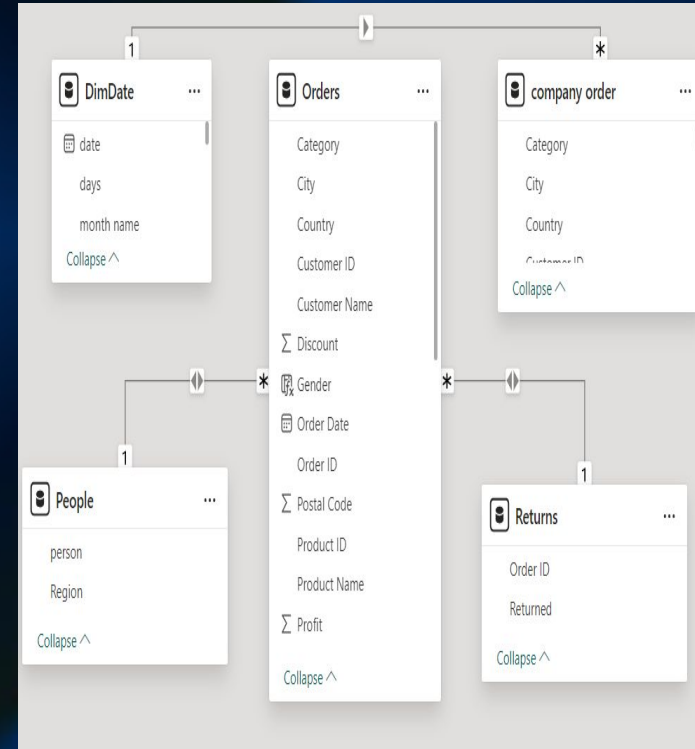 1
*
DimDate ...
date
days
month name
Collapse
Orders ...
Category
City
Country
Customer ID
Customer Name
Σ Discount
Gender
Order Date
Order ID
Σ Postal Code
Product ID
Product Name
Σ Profit
Collapse
company order ...
Category
City
Country
Customer ID
Collapse
*
*
1
1
People ...
person
Region
Collapse
Returns ...
Order ID
Returned
Collapse